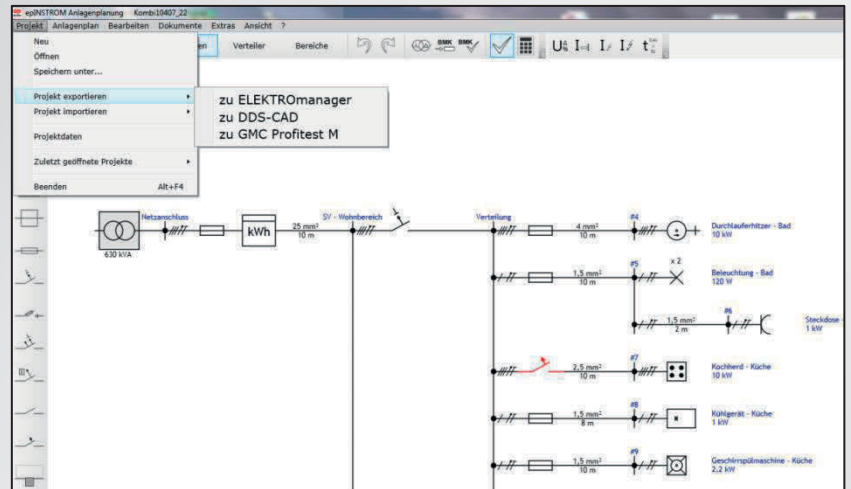 epINSTROM Anlagenplanung Kombi10407_22
Projekt Anlagenplan Bearbeiten Dokumente Extras Ansicht ?
Neu
Öffnen
Speichern unter...
Projekt exportieren
Projekt importieren
Projektdaten
Zuletzt geöffnete Projekte
Beenden Alt+F4
en Verteiler Bereiche BMK BMK
zu ELEKTROmanager
zu DDS-CAD
zu GMC Profitest M
Netzanschluss
630 kVA
kWh
25 mm²
10 m
SV - Wohnbereich
Verteilung
4 mm²
10 m
#4
Durchlauferhitzer - Bad
10 kW
1,5 mm²
10 m
#5
x 2
Beleuchtung - Bad
120 W
1,5 mm²
2 m
#6
Steckdose -
1 kW
2,5 mm²
10 m
#7
Kochherd - Küche
10 kW
1,5 mm²
8 m
#8
Kühlgerät - Küche
1 kW
1,5 mm²
10 m
#9
Geschirrspülmaschine - Küche
2,2 kW